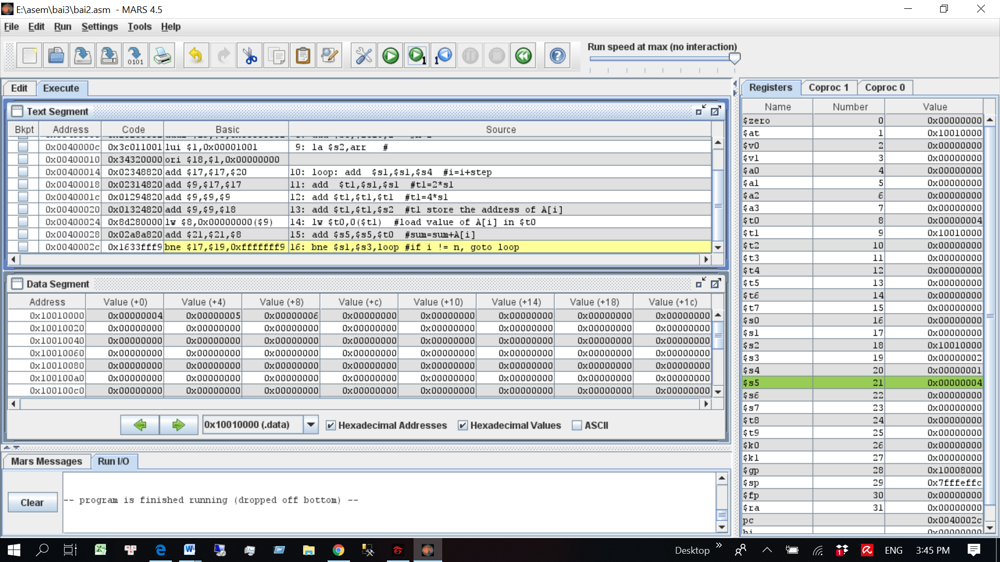 E:\asem\bai3\bai2.asm - MARS 4.5
File Edit Run Settings Tools Help
Run speed at max (no interaction)
Edit Execute
Text Segment
Bkpt Address Code Basic Source
0x0040000c 0x3c011001 lui $1,0x00001001 9: la $s2,arr #
0x00400010 0x34320000 ori $18,$1,0x00000000
0x00400014 0x02348820 add $17,$17,$20 10: loop: add $s1,$s1,$s4 #i=i+step
0x00400018 0x02314820 add $9,$17,$17 11: add $t1,$s1,$s1 #t1=2*s1
0x0040001c 0x01294820 add $9,$9,$9 12: add $t1,$t1,$t1 #t1=4*s1
0x00400020 0x01324820 add $9,$9,$18 13: add $t1,$t1,$s2 #t1 store the address of A[i]
0x00400024 0x8d280000 lw $8,0x00000000($9) 14: lw $t0,0($t1) #load value of A[i] in $t0
0x00400028 0x02a8a820 add $21,$21,$8 15: add $s5,$s5,$t0 #sum=sum+A[i]
0x0040002c 0x1633fff9 bne $17,$19,0xfffffff9 16: bne $s1,$s3,loop #if i != n, goto loop
Data Segment
Address Value (+0) Value (+4) Value (+8) Value (+c) Value (+10) Value (+14) Value (+18) Value (+1c)
0x10010000 0x00000004 0x00000005 0x00000006 0x00000000 0x00000000 0x00000000 0x00000000 0x00000000
0x10010020 0x00000000 0x00000000 0x00000000 0x00000000 0x00000000 0x00000000 0x00000000 0x00000000
0x10010040 0x00000000 0x00000000 0x00000000 0x00000000 0x00000000 0x00000000 0x00000000 0x00000000
0x10010060 0x00000000 0x00000000 0x00000000 0x00000000 0x00000000 0x00000000 0x00000000 0x00000000
0x10010080 0x00000000 0x00000000 0x00000000 0x00000000 0x00000000 0x00000000 0x00000000 0x00000000
0x100100a0 0x00000000 0x00000000 0x00000000 0x00000000 0x00000000 0x00000000 0x00000000 0x00000000
0x100100c0 0x00000000 0x00000000 0x00000000 0x00000000 0x00000000 0x00000000 0x00000000 0x00000000
0x10010000 (.data) Hexadecimal Addresses Hexadecimal Values ASCII
Mars Messages Run I/O
Clear
-- program is finished running (dropped off bottom) --
Registers Coproc 1 Coproc 0
Name Number Value
$zero 0 0x00000000
$at 1 0x10010000
$v0 2 0x00000000
$v1 3 0x00000000
$a0 4 0x00000000
$a1 5 0x00000000
$a2 6 0x00000000
$a3 7 0x00000000
$t0 8 0x00000004
$t1 9 0x10010000
$t2 10 0x00000000
$t3 11 0x00000000
$t4 12 0x00000000
$t5 13 0x00000000
$t6 14 0x00000000
$t7 15 0x00000000
$s0 16 0x00000000
$s1 17 0x00000000
$s2 18 0x10010000
$s3 19 0x00000002
$s4 20 0x00000001
$s5 21 0x00000004
$s6 22 0x00000000
$s7 23 0x00000000
$t8 24 0x00000000
$t9 25 0x00000000
$k0 26 0x00000000
$k1 27 0x00000000
$gp 28 0x10008000
$sp 29 0x7fffeffc
$fp 30 0x00000000
$ra 31 0x00000000
pc 0x0040002c
hi 0x00000000
Desktop ENG 3:45 PM